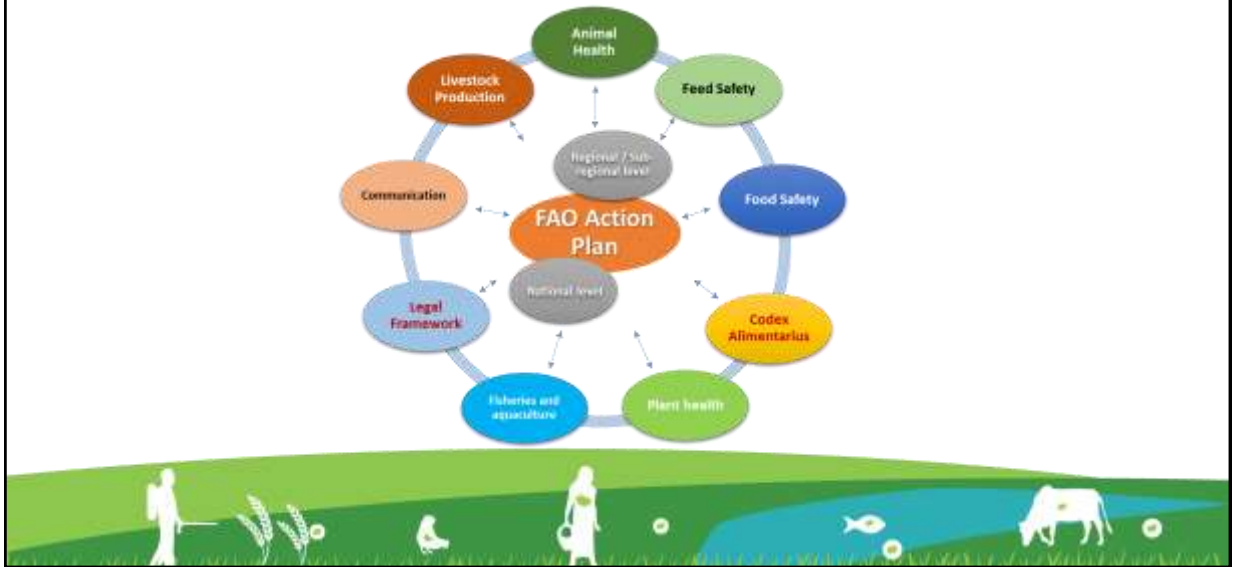 Animal
Health
Livestock
Production
Feed Safety
Regional / Sub-
regional level
Communication
Food Safety
FAO Action
Plan
National level
Legal
Framework
Codex
Alimentarius
Fisheries and
aquaculture
Plant health